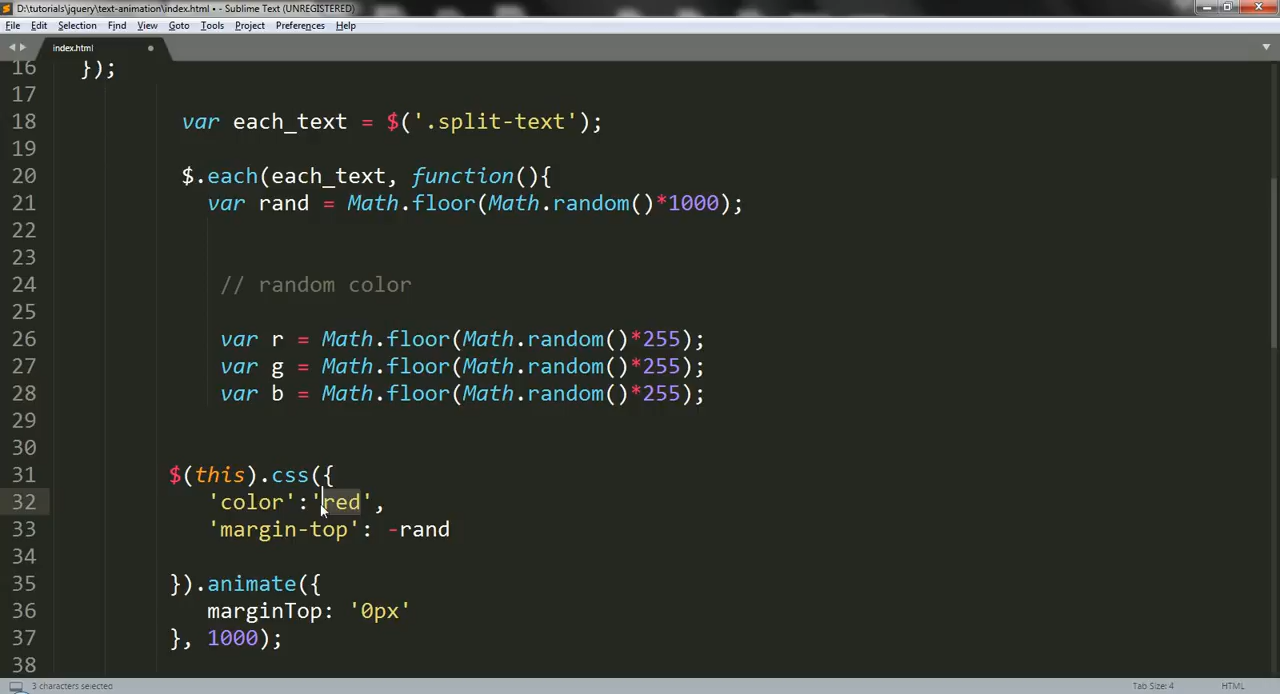 D:\tutorials\jquery\text-animation\index.html • - Sublime Text (UNREGISTERED)
File Edit Selection Find View Goto Tools Project Preferences Help
index.html
16 });
17
18 var each_text = $('.split-text');
19
20 $.each(each_text, function(){
21 var rand = Math.floor(Math.random()*1000);
22
23
24 // random color
25
26 var r = Math.floor(Math.random()*255);
27 var g = Math.floor(Math.random()*255);
28 var b = Math.floor(Math.random()*255);
29
30
31 $(this).css({
32 'color':'red',
33 'margin-top': -rand
34
35 }).animate({
36 marginTop: '0px'
37 }, 1000);
38
3 characters selected Tab Size: 4 HTML